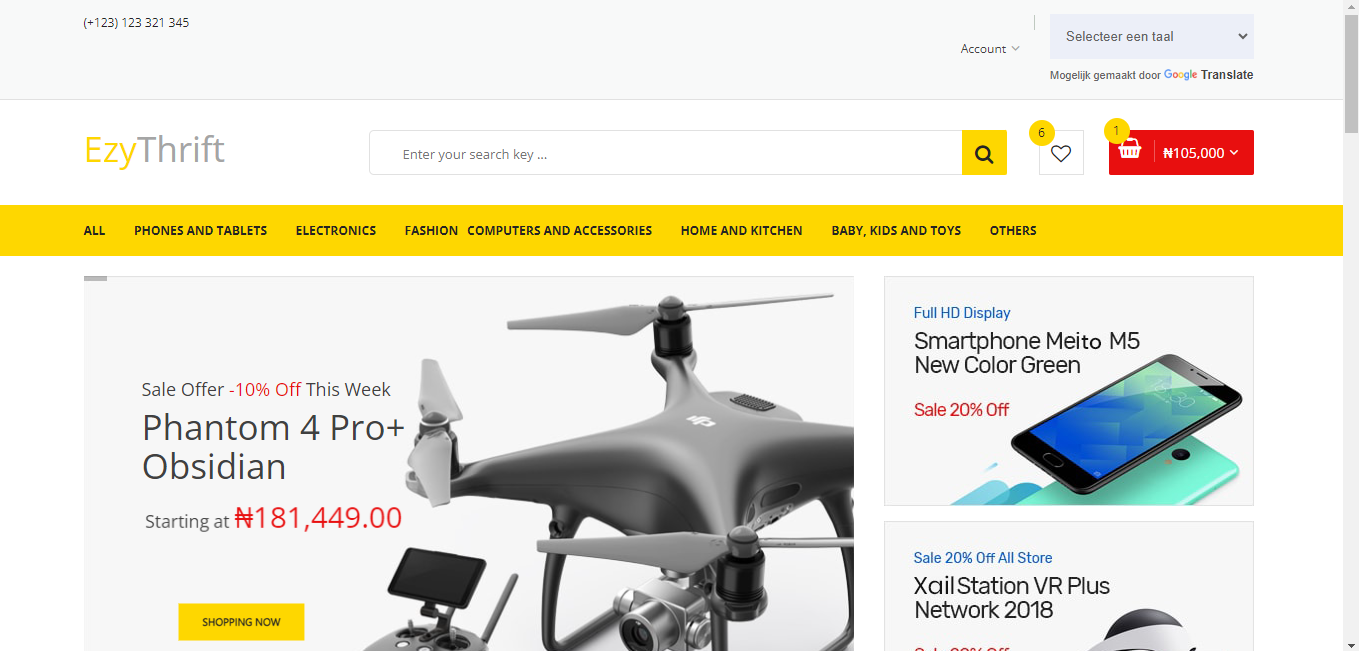 (+123) 123 321 345
Account
Selecteer een taal
Mogelijk gemaakt door Google Translate
EzyThrift
Enter your search key ...
6
1
₦105,000
ALL PHONES AND TABLETS ELECTRONICS FASHION COMPUTERS AND ACCESSORIES HOME AND KITCHEN BABY, KIDS AND TOYS OTHERS
Sale Offer -10% Off This Week
Phantom 4 Pro+
Obsidian
Starting at ₦181,449.00
SHOPPING NOW
dji
Full HD Display
Smartphone Meito M5
New Color Green
Sale 20% Off
Sale 20% Off All Store
Xail Station VR Plus
Network 2018